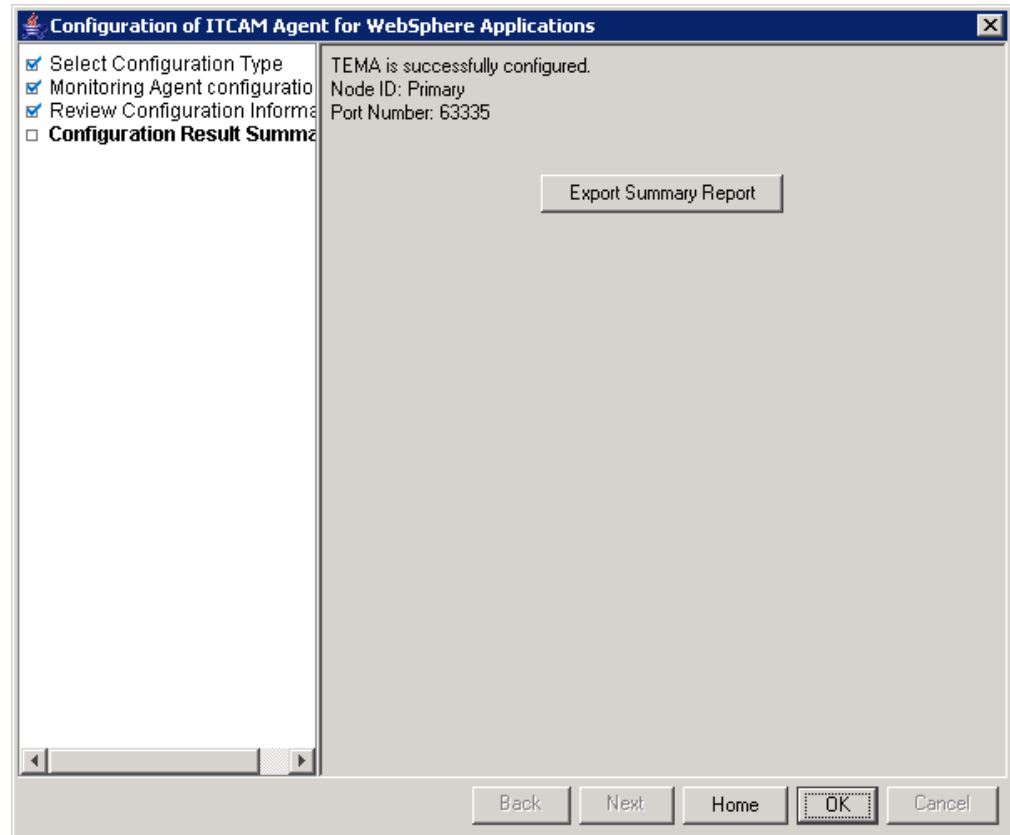 Configuration of ITCAM Agent for WebSphere Applications
Select Configuration Type
Monitoring Agent configuratio
Review Configuration Informa
Configuration Result Summa
TEMA is successfully configured.
Node ID: Primary
Port Number: 63335
Export Summary Report
Back
Next
Home
OK
Cancel